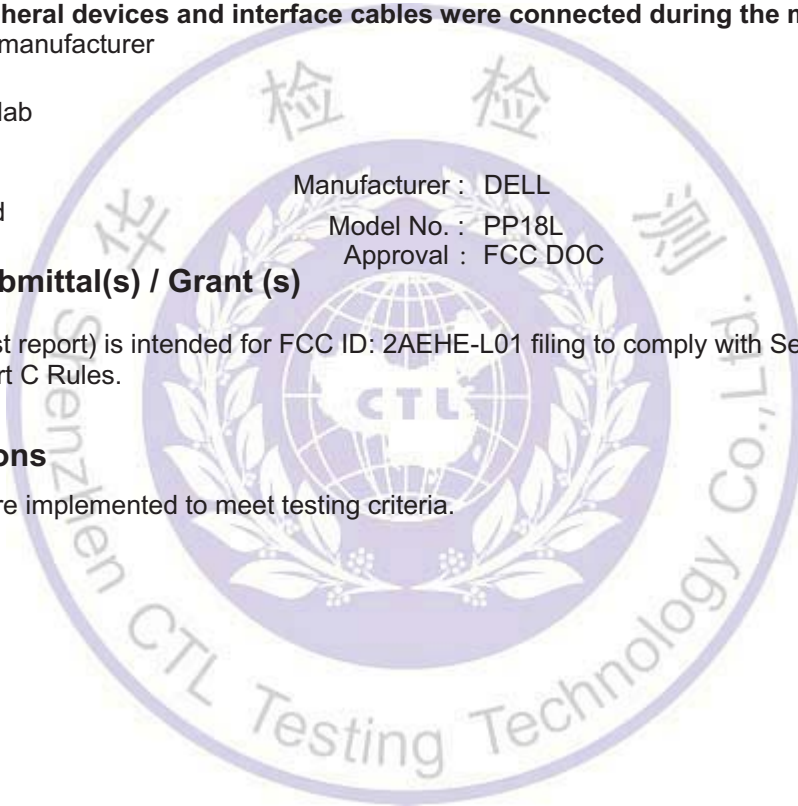 heral devices and interface cables were connected during the m
manufacturer
lab
Manufacturer : DELL
d
Model No. : PP18L
Approval : FCC DOC
bmittal(s) / Grant (s)
st report) is intended for FCC ID: 2AEHE-L01 filing to comply with Se
rt C Rules.
ons
re implemented to meet testing criteria.
华 检 检 测
CTL
Shenzhen CTL Testing Technology Co.,Ltd.